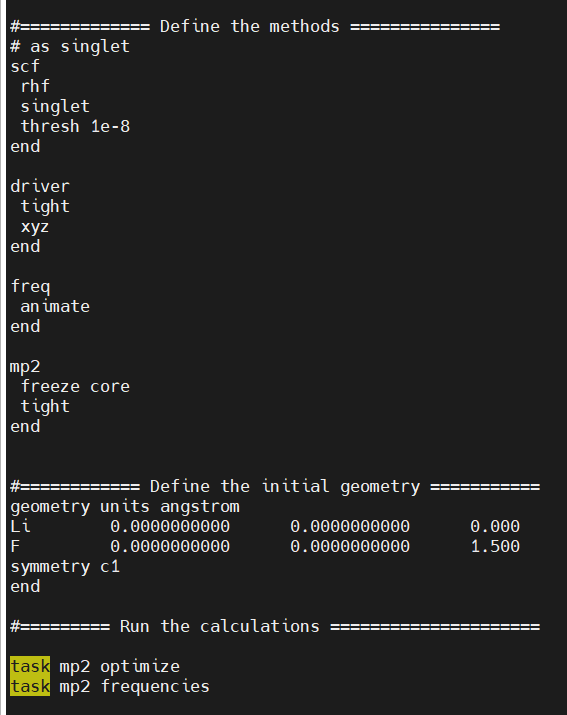 #============= Define the methods ===============
# as singlet
scf
 rhf
 singlet
 thresh 1e-8
end
driver
 tight
 xyz
end
freq
 animate
end
mp2
 freeze core
 tight
end
#============ Define the initial geometry ===========
geometry units angstrom
Li        0.0000000000      0.0000000000      0.000
F         0.0000000000      0.0000000000      1.500
symmetry c1
end
#========= Run the calculations =====================
task mp2 optimize
task mp2 frequencies